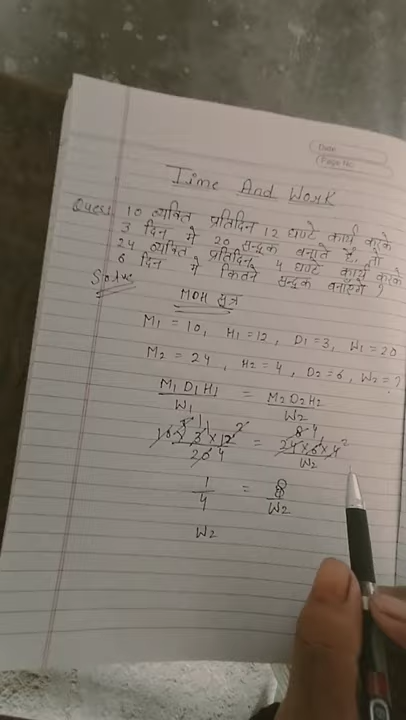 Date
Page No
Time And Work
Ques:- 10 व्यक्ति प्रतिदिन 12 घण्टे कार्य करके
3 दिन में 20 सन्दूक बनाते हैं, तो
24 व्यक्ति प्रतिदिन 4 घण्टे कार्य करके
6 दिन में कितने सन्दूक बनाएंगे ?
Solve
MDH सूत्र
M₁ = 10, H₁ = 12, D₁ = 3, W₁ = 20
M₂ = 24, H₂ = 4, D₂ = 6, W₂ = ?
M₁ D₁ H₁ / W₁ = M₂ D₂ H₂ / W₂
10 × 3 × 12 / 20 = 24 × 6 × 4 / W₂
1 / 4 = 8 / W₂
W₂